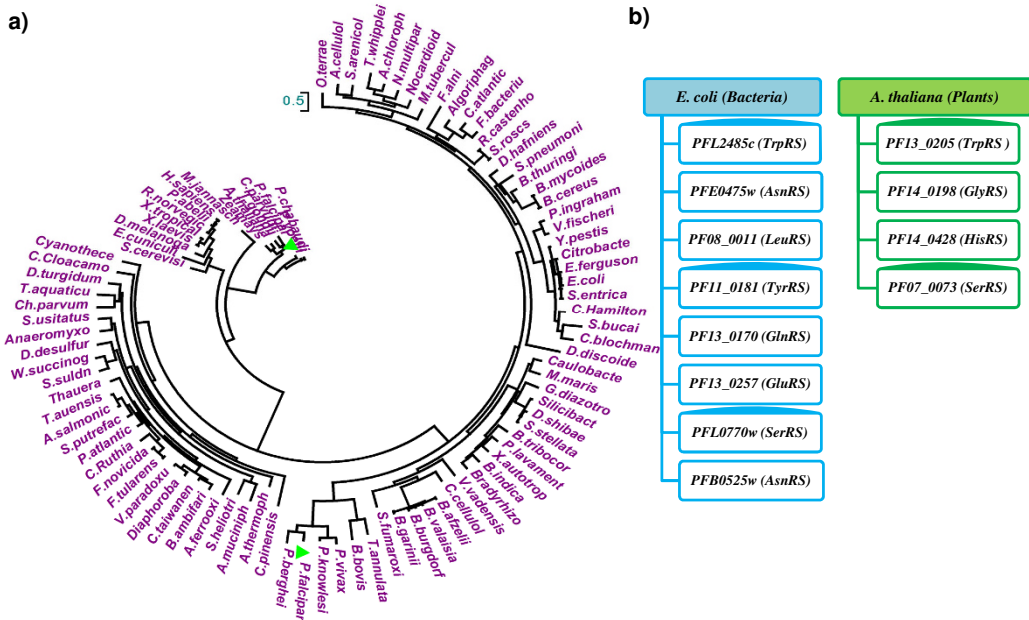 a)
b)
0.5
O.terrae
A.cellulol
S.arenicol
T.whipplei
A.chloroph
N.multipar
Nocardioid
M.tubercul
F.alni
Algoriphag
C.atlantic
F.bacteriu
R.castenho
S.roscs
D.hafniens
S.pneumoni
B.thuringi
B.mycoides
B.cereus
P.ingraham
V.fischeri
Y.pestis
Citrobacte
E.ferguson
E.coli
S.entrica
C.Hamilton
S.bucai
C.blochman
D.discoide
Caulobacte
M.maris
G.diazotro
Silicibact
D.shibae
S.stellata
B.tribocor
P.lavament
X.autotrop
B.indica
Bradyrhizo
V.vadensis
C.cellulol
B.afzelii
B.valaisia
B.burgdorf
B.garinii
S.fumaroxi
T.annulata
B.bovis
P.vivax
P.knowlesi
P.falcipar
P.berghei
C.pinensis
A.thermoph
A.muciniph
S.heliotri
A.ferrooxi
B.ambifari
C.taiwanen
Diaphoroba
V.paradoxu
F.tularens
F.novicida
C.Ruthia
P.atlantic
S.putrefac
A.salmonic
T.auensis
Thauera
S.suldn
W.succinog
D.desulfur
Anaeromyxo
S.usitatus
Ch.parvum
T.aquaticu
D.turgidum
C.Cloacamo
Cyanothece
S.cerevisi
E.cunicult
D.melanoga
X.laevis
X.tropical
R.norvegic
P.abelii
H.sapiens
M.jannasch
P.chabaudi
E. coli (Bacteria)
PFL2485c (TrpRS)
PFE0475w (AsnRS)
PF08_0011 (LeuRS)
PF11_0181 (TyrRS)
PF13_0170 (GlnRS)
PF13_0257 (GluRS)
PFL0770w (SerRS)
PFB0525w (AsnRS)
A. thaliana (Plants)
PF13_0205 (TrpRS )
PF14_0198 (GlyRS)
PF14_0428 (HisRS)
PF07_0073 (SerRS)